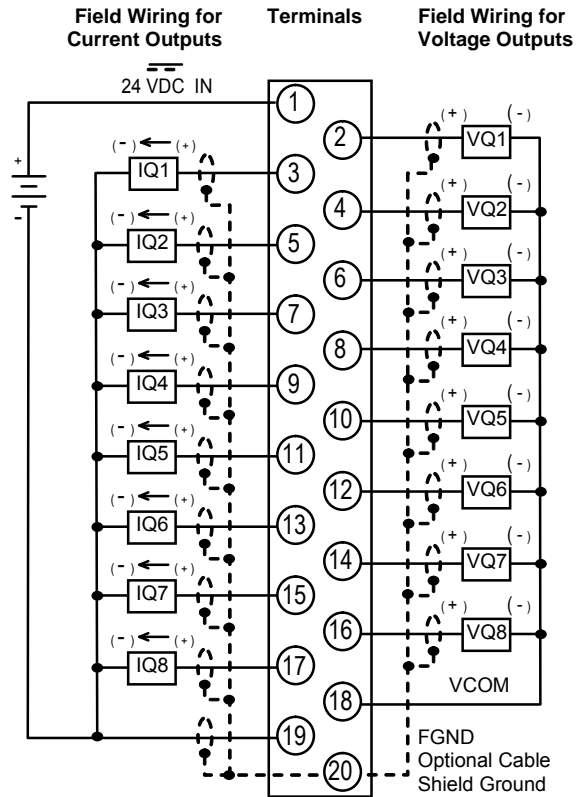 Field Wiring for Current Outputs
Terminals
Field Wiring for Voltage Outputs
24 VDC IN
1
+
-
2
(+) (-)
VQ1
(-) (+)
IQ1
3
4
(+) (-)
VQ2
(-) (+)
IQ2
5
6
(+) (-)
VQ3
(-) (+)
IQ3
7
8
(+) (-)
VQ4
(-) (+)
IQ4
9
10
(+) (-)
VQ5
(-) (+)
IQ5
11
12
(+) (-)
VQ6
(-) (+)
IQ6
13
14
(+) (-)
VQ7
(-) (+)
IQ7
15
16
(+) (-)
VQ8
(-) (+)
IQ8
17
18
VCOM
19
20
FGND
Optional Cable
Shield Ground